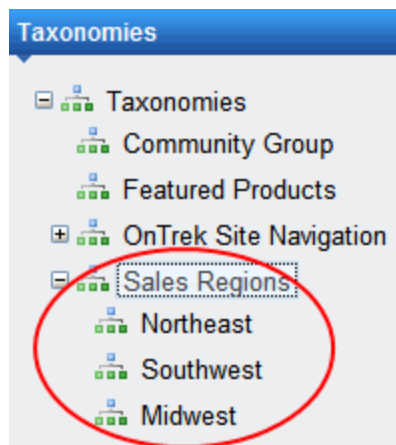 Taxonomies
Taxonomies
Community Group
Featured Products
OnTrek Site Navigation
Sales Regions
Northeast
Southwest
Midwest